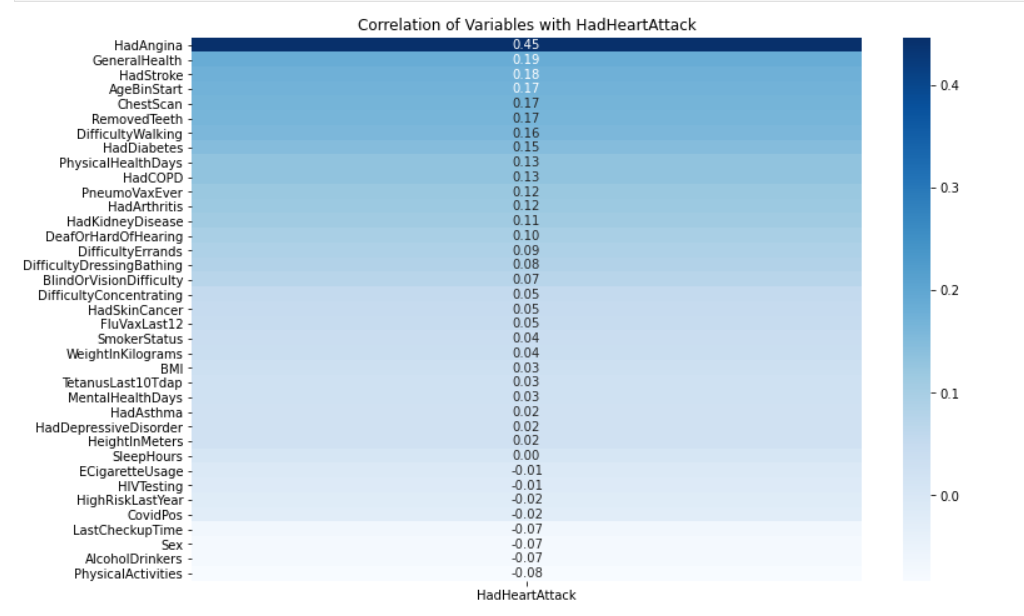 Correlation of Variables with HadHeartAttack
HadAngina 0.45
GeneralHealth 0.19
HadStroke 0.18
AgeBinStart 0.17
ChestScan 0.17
RemovedTeeth 0.17
DifficultyWalking 0.16
HadDiabetes 0.15
PhysicalHealthDays 0.13
HadCOPD 0.13
PneumoVaxEver 0.12
HadArthritis 0.12
HadKidneyDisease 0.11
DeafOrHardOfHearing 0.10
DifficultyErrands 0.09
DifficultyDressingBathing 0.08
BlindOrVisionDifficulty 0.07
DifficultyConcentrating 0.05
HadSkinCancer 0.05
FluVaxLast12 0.05
SmokerStatus 0.04
WeightInKilograms 0.04
BMI 0.03
TetanusLast10Tdap 0.03
MentalHealthDays 0.03
HadAsthma 0.02
HadDepressiveDisorder 0.02
HeightInMeters 0.02
SleepHours 0.00
ECigaretteUsage -0.01
HIVTesting -0.01
HighRiskLastYear -0.02
CovidPos -0.02
LastCheckupTime -0.07
Sex -0.07
AlcoholDrinkers -0.07
PhysicalActivities -0.08
HadHeartAttack
0.4
0.3
0.2
0.1
0.0